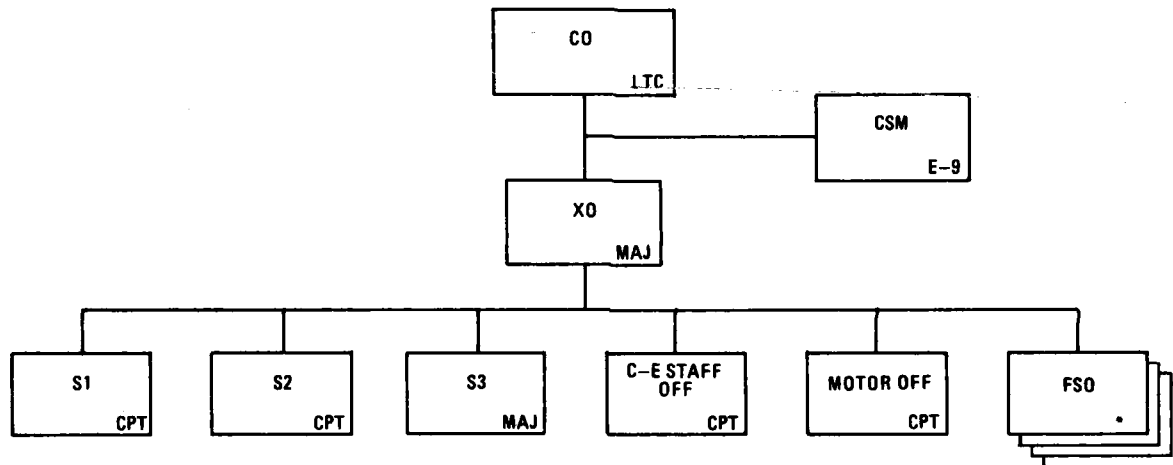 CO
LTC
CSM
E-9
XO
MAJ
S1
CPT
S2
CPT
S3
MAJ
C-E STAFF
OFF
CPT
MOTOR OFF
CPT
FSO
*